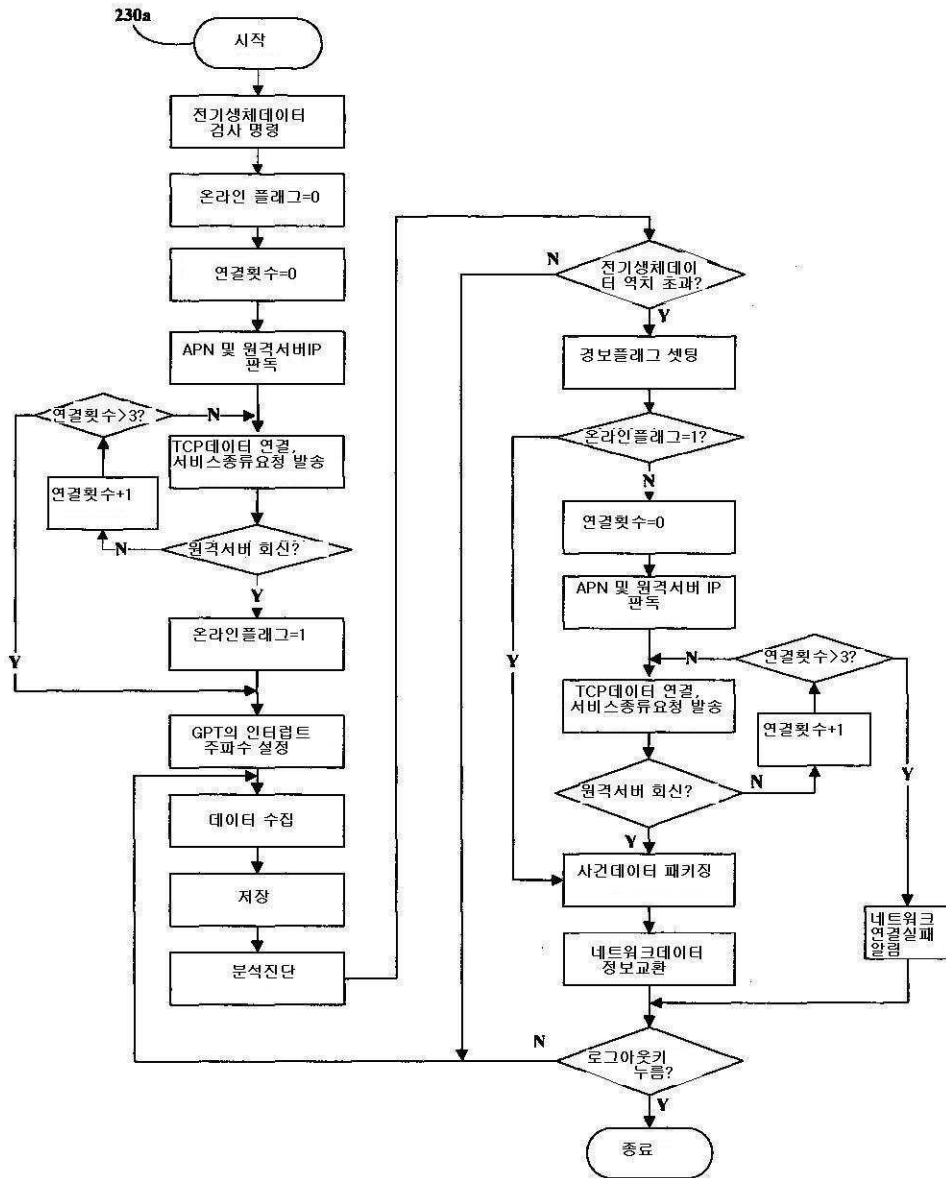 230a
시작
전기생체데이터
검사 명령
온라인 플래그=0
연결횟수=0
APN 및 원격서버IP
판독
연결횟수>3?
N
TCP데이터 연결,
서비스종류요청 발송
연결횟수+1
N
원격서버 회신?
Y
온라인플래그=1
Y
GPT의 인터럽트
주파수 설정
데이터 수집
저장
분석진단
N
전기생체데이
터 역치 초과?
Y
경보플래그 셋팅
온라인플래그=1?
N
연결횟수=0
APN 및 원격서버 IP
판독
N
연결횟수>3?
TCP데이터 연결,
서비스종류요청 발송
연결횟수+1
Y
Y
원격서버 회신?
N
Y
사건데이터 패키징
네트워크
연결실패
알림
네트워크데이터
정보교환
N
로그아웃키
누름?
Y
종료